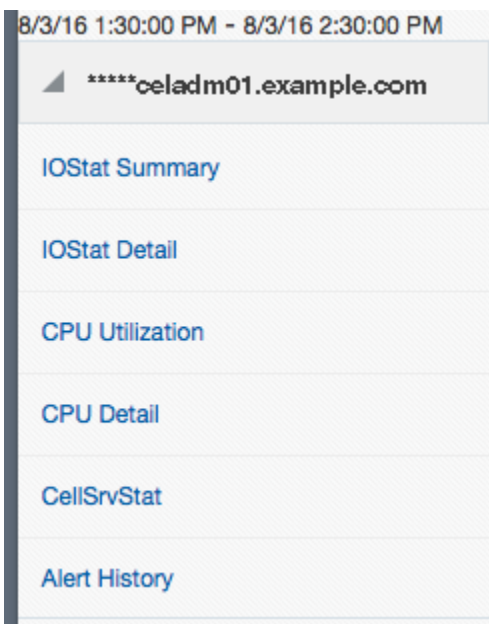 8/3/16 1:30:00 PM - 8/3/16 2:30:00 PM
*****celadm01.example.com
IOStat Summary
IOStat Detail
CPU Utilization
CPU Detail
CellSrvStat
Alert History